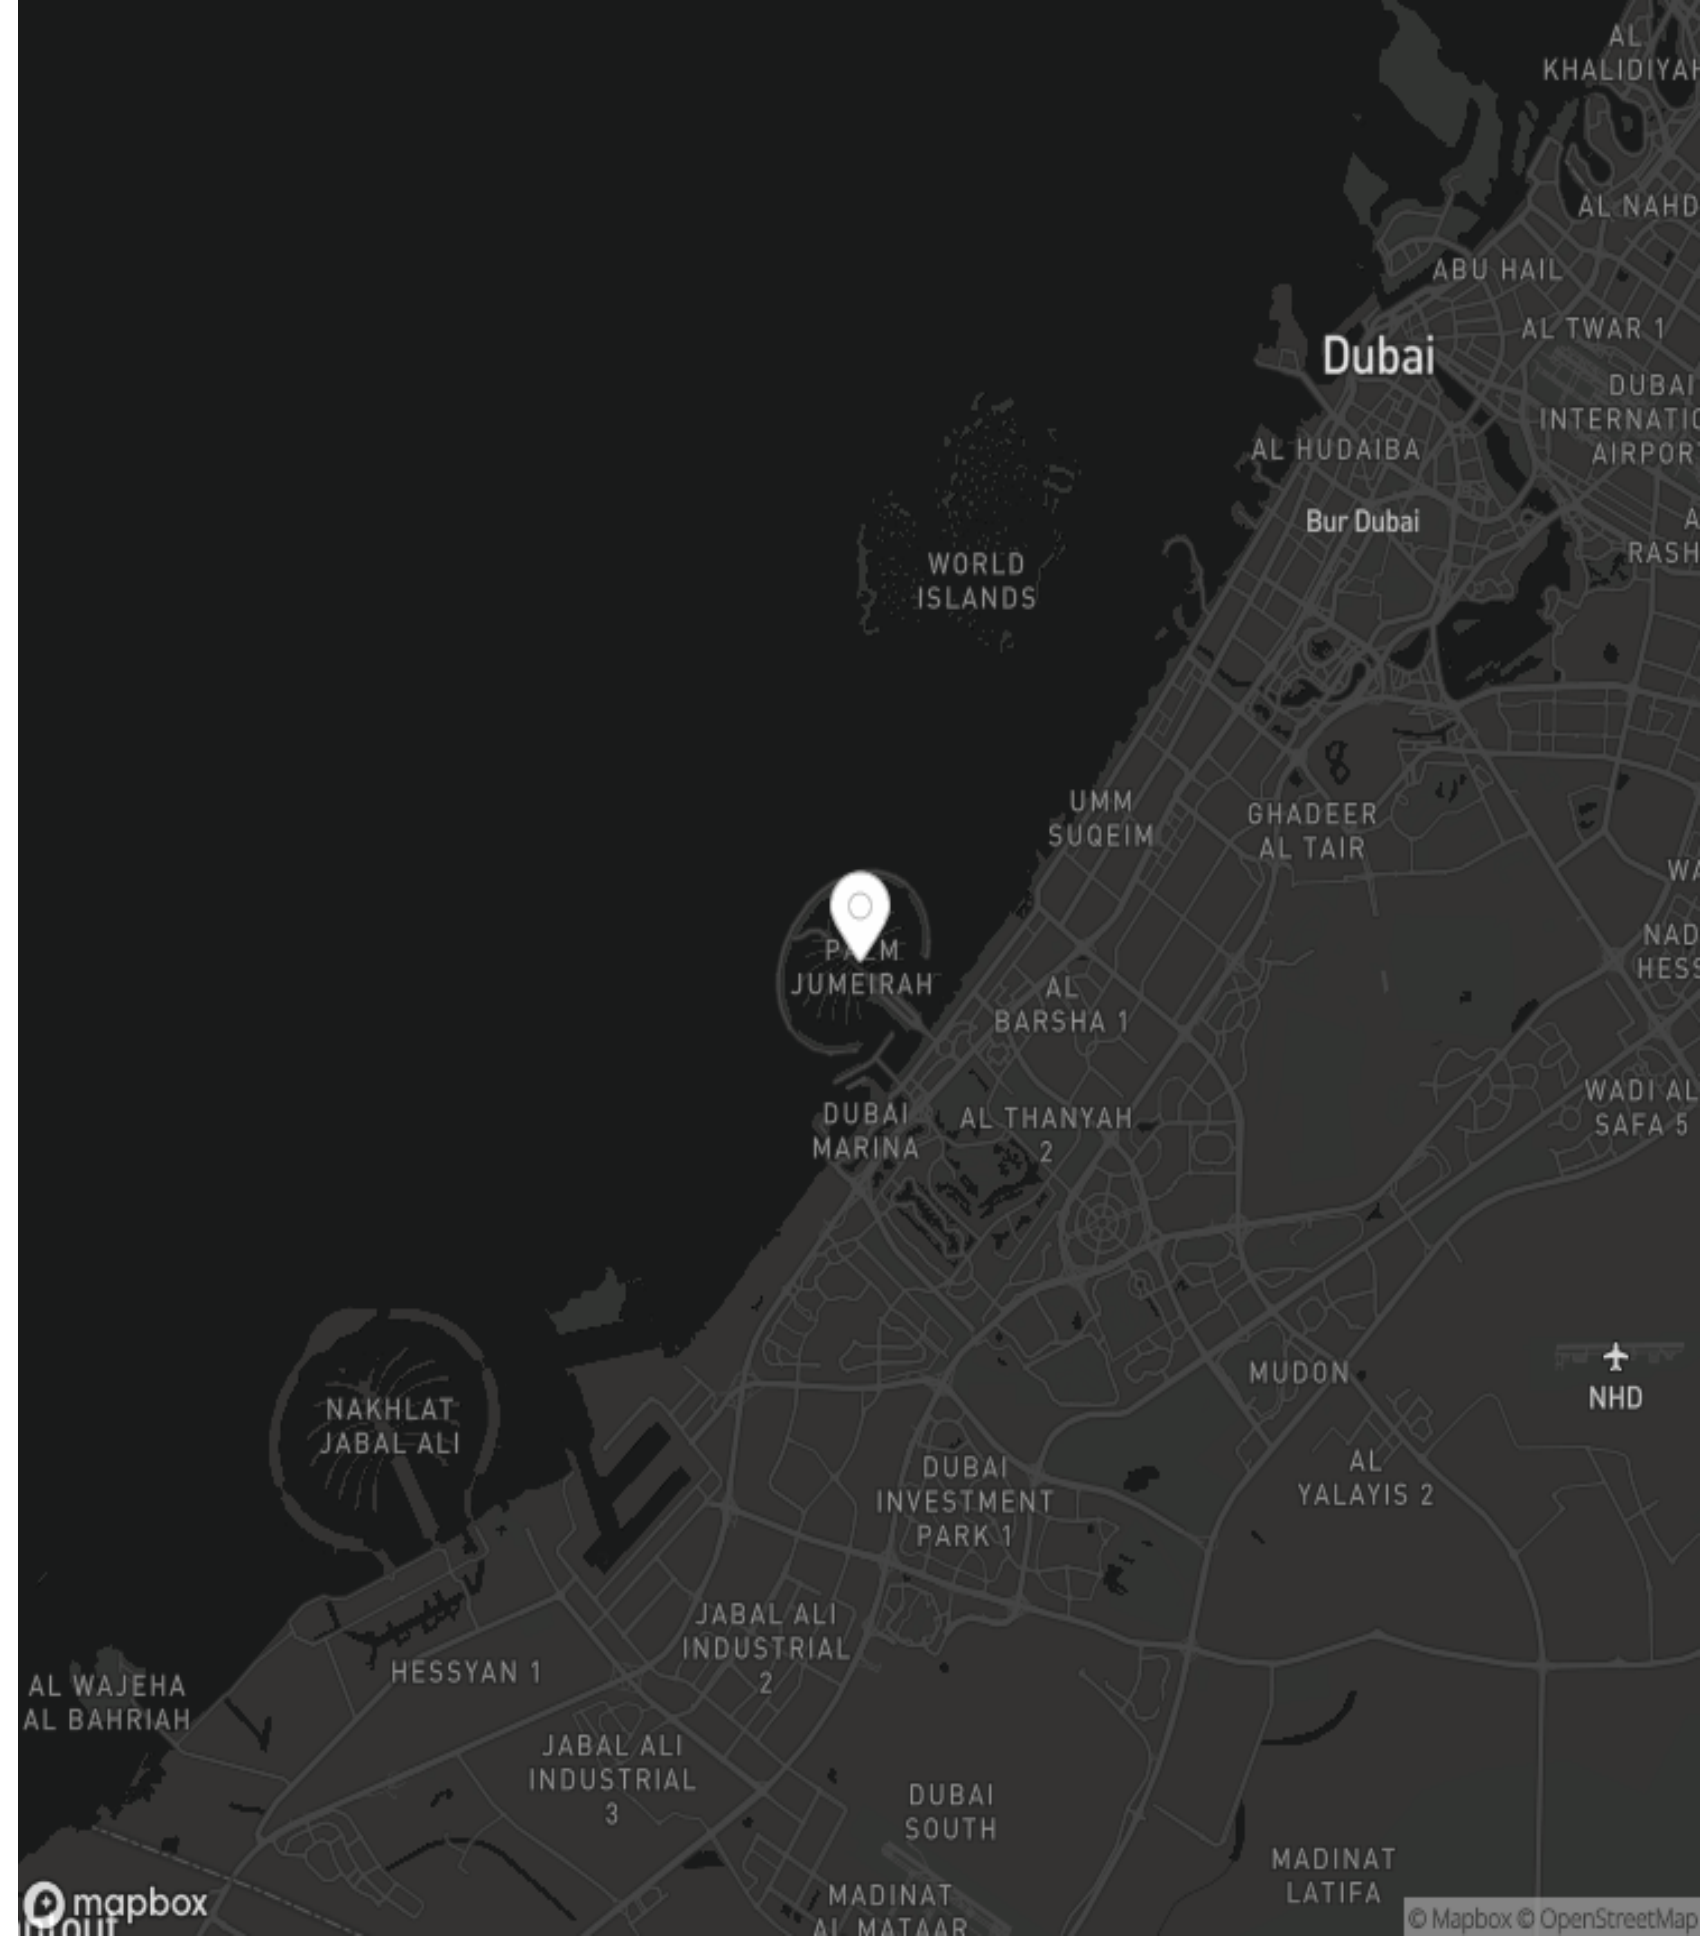 AL
KHALIDIYAH
AL NAHD
ABU HAIL
AL TWAR 1
Dubai
DUBAI
INTERNATIO
AIRPOR
AL HUDAIBA
Bur Dubai
A
RASH
WORLD
ISLANDS
UMM
SUQEIM
GHADEER
AL TAIR
WA
NAD
HESS
PALM
JUMEIRAH
AL
BARSHA 1
WADI AL
SAFA 5
DUBAI
MARINA
AL THANYAH
2
MUDON
NHD
NAKHLAT
JABAL ALI
DUBAI
INVESTMENT
PARK 1
AL
YALAYIS 2
JABAL ALI
INDUSTRIAL
2
HESSYAN 1
AL WAJEHA
AL BAHRIAH
JABAL ALI
INDUSTRIAL
3
DUBAI
SOUTH
MADINAT
LATIFA
MADINAT
AL MATAAR
mapbox
© Mapbox © OpenStreetMap